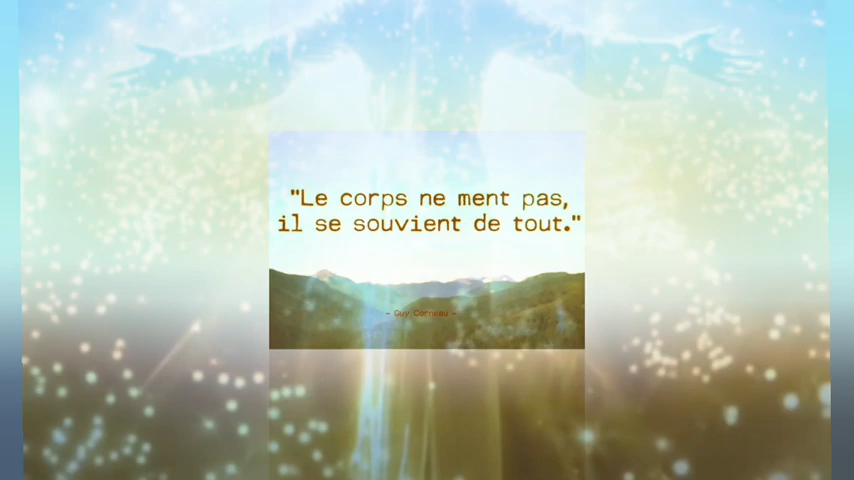 "Le corps ne ment pas,
il se souvient de tout."
- Guy Corneau -